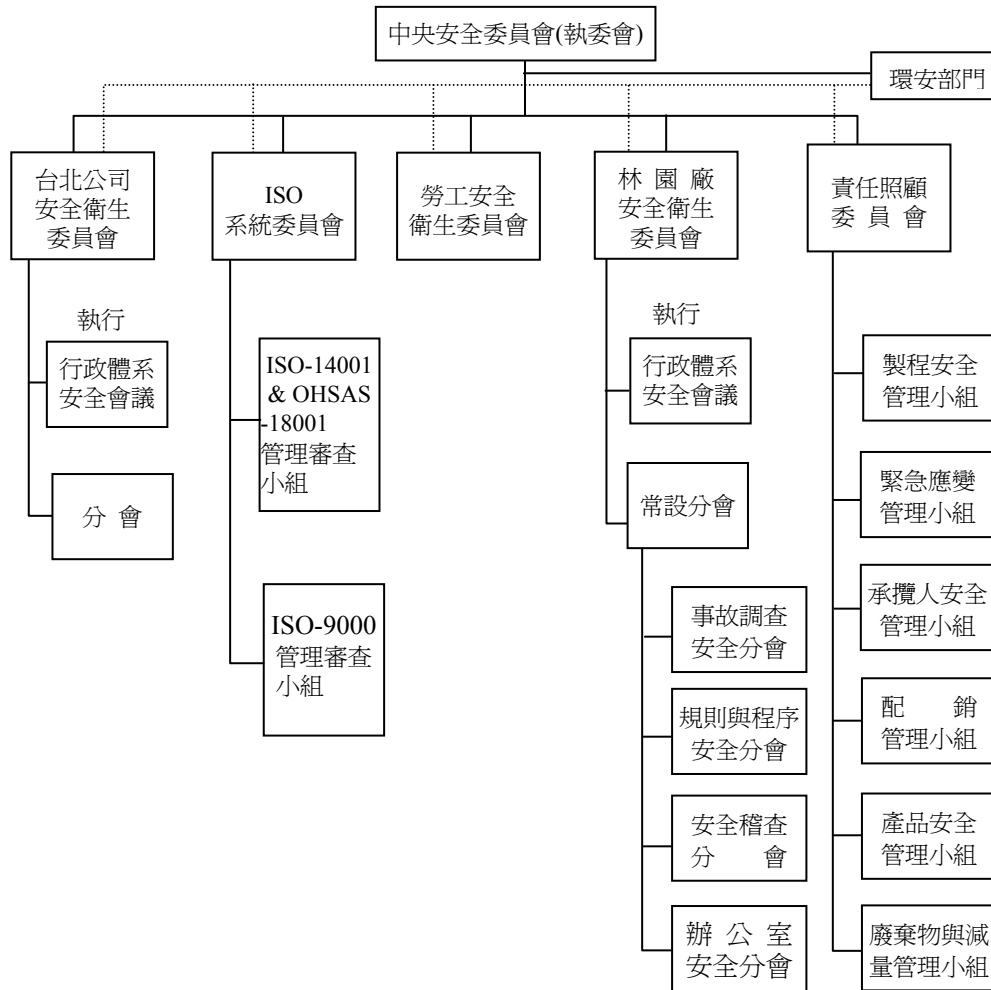 中央安全委員會(執委會)
環安部門
台北公司
安全衛生
委員會
ISO
系統委員會
勞工安全
衛生委員會
林園廠
安全衛生
委員會
責任照顧
委員會
執行
行政體系
安全會議
分會
ISO-14001
& OHSAS
-18001
管理審查
小組
ISO-9000
管理審查
小組
執行
行政體系
安全會議
常設分會
事故調查
安全分會
規則與程序
安全分會
安全稽查
分會
辦公室
安全分會
製程安全
管理小組
緊急應變
管理小組
承攬人安全
管理小組
配銷
管理小組
產品安全
管理小組
廢棄物與減
量管理小組